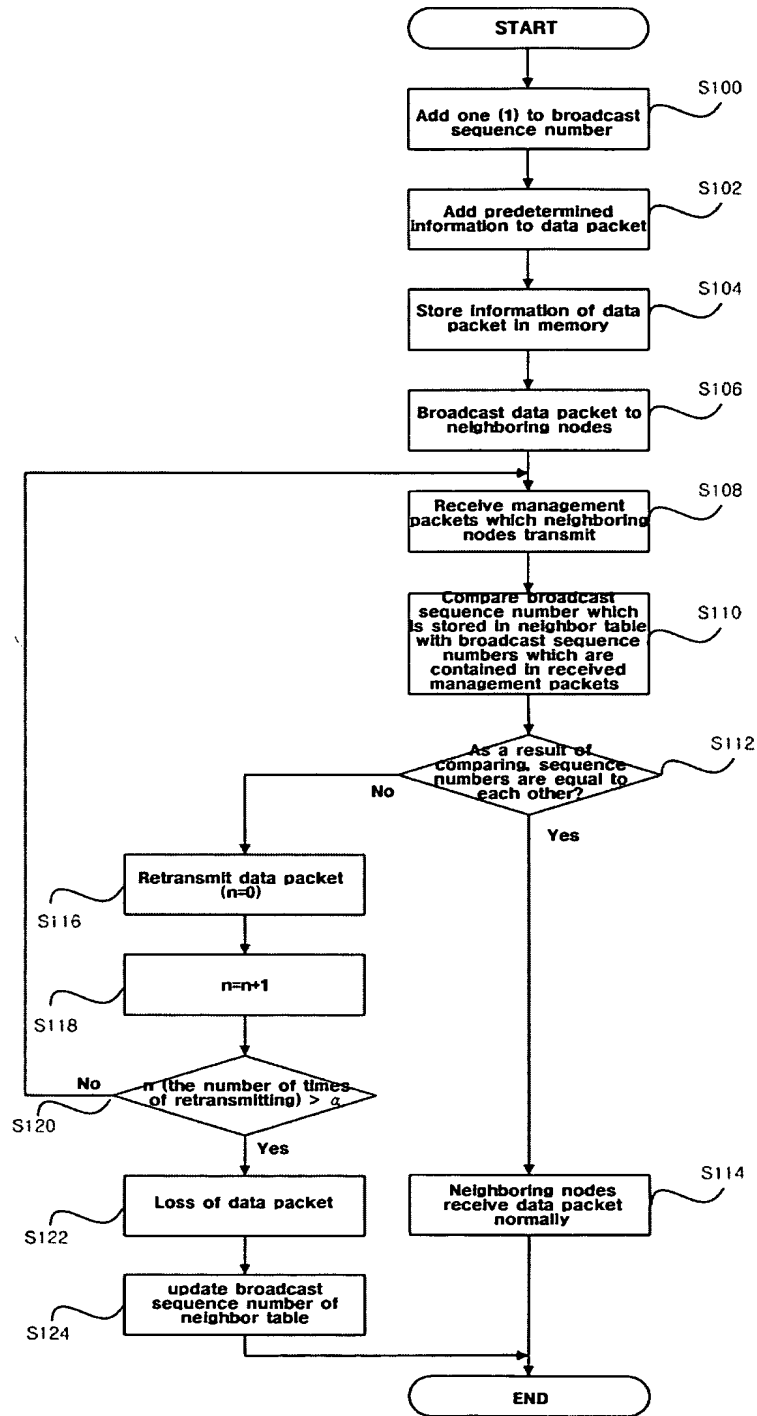 START
S100
Add one (1) to broadcast
sequence number
S102
Add predetermined
information to data packet
S104
Store information of data
packet in memory
S106
Broadcast data packet to
neighboring nodes
S108
Receive management
packets which neighboring
nodes transmit
S110
Compare broadcast
sequence number which
is stored in neighbor table
with broadcast sequence
numbers which are
contained in received
management packets
S112
As a result of
comparing, sequence
numbers are equal to
each other?
No
Yes
Retransmit data packet
(n=0)
S116
n=n+1
S118
No
n (the number of times
of retransmitting) > α
S120
Yes
S114
Neighboring nodes
receive data packet
normally
Loss of data packet
S122
update broadcast
sequence number of
neighbor table
S124
END